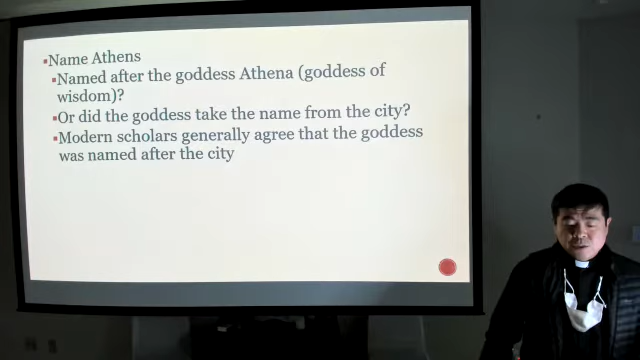 ▪Name Athens
▪Named after the goddess Athena (goddess of
wisdom)?
▪Or did the goddess take the name from the city?
▪Modern scholars generally agree that the goddess
was named after the city